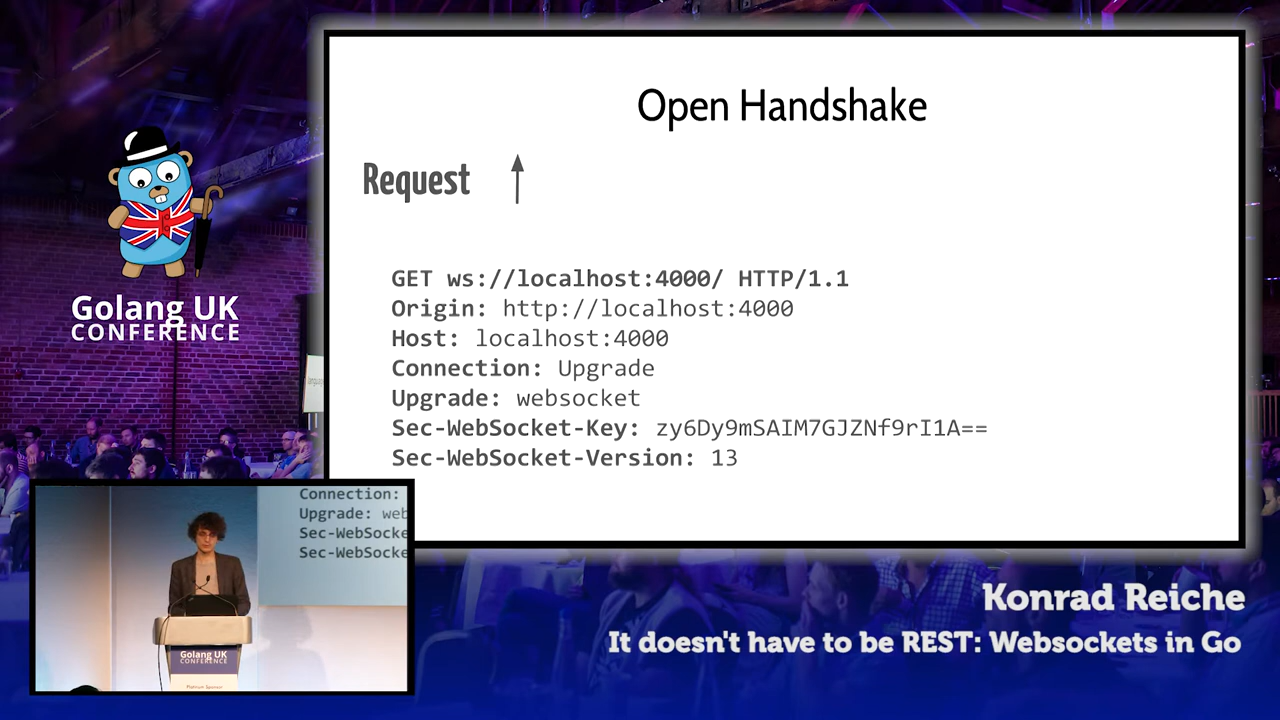 Open Handshake
Request
GET ws://localhost:4000/ HTTP/1.1
Origin: http://localhost:4000
Host: localhost:4000
Connection: Upgrade
Upgrade: websocket
Sec-WebSocket-Key: zy6Dy9mSAIM7GJZNf9rI1A==
Sec-WebSocket-Version: 13
Golang UK
CONFERENCE
Connection:
Upgrade: web
Sec-WebSocke
Sec-WebSocke
Golang UK
CONFERENCE
Platinum Sponsor
Konrad Reiche
It doesn't have to be REST: Websockets in Go